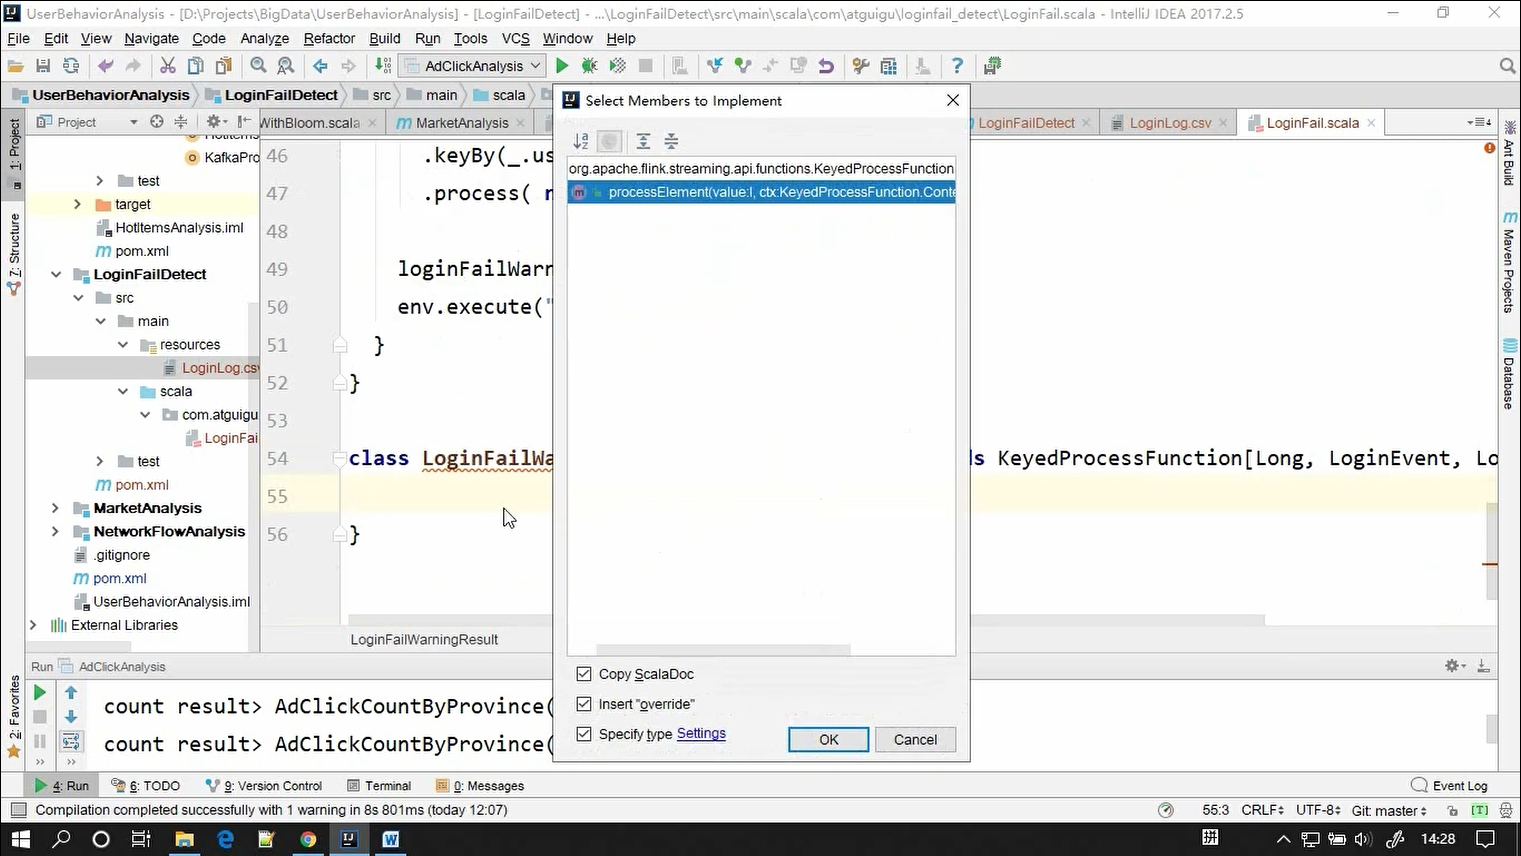 UserBehaviorAnalysis - [D:\Projects\BigData\UserBehaviorAnalysis] - [LoginFailDetect] - ...\LoginFailDetect\src\main\scala\com\atguigu\loginfail_detect\LoginFail.scala - IntelliJ IDEA 2017.2.5
File Edit View Navigate Code Analyze Refactor Build Run Tools VCS Window Help
AdClickAnalysis
UserBehaviorAnalysis LoginFailDetect src main scala
Select Members to Implement
Project
WithBloom.scala MarketAnalysis LoginFailDetect LoginLog.csv LoginFail.scala
4
1: Project
Z: Structure
2: Favorites
Ant Build
Maven Projects
Database
KafkaPro
test
target
HotItemsAnalysis.iml
pom.xml
LoginFailDetect
src
main
resources
LoginLog.csv
scala
com.atguigu
LoginFai
test
pom.xml
MarketAnalysis
NetworkFlowAnalysis
.gitignore
pom.xml
UserBehaviorAnalysis.iml
External Libraries
46 .keyBy(_.us
47 .process( n
48
49 loginFailWarn
50 env.execute("
51 }
52 }
53
54 class LoginFailWa s KeyedProcessFunction[Long, LoginEvent, Lo
55
56 }
LoginFailWarningResult
org.apache.flink.streaming.api.functions.KeyedProcessFunction
processElement(value:I, ctx:KeyedProcessFunction.Conte
Copy ScalaDoc
Insert "override"
Specify type Settings
OK Cancel
Run AdClickAnalysis
count result> AdClickCountByProvince(
count result> AdClickCountByProvince(
4: Run 6: TODO 9: Version Control Terminal 0: Messages Event Log
Compilation completed successfully with 1 warning in 8s 801ms (today 12:07) 55:3 CRLF UTF-8 Git: master [T]
拼 14:28